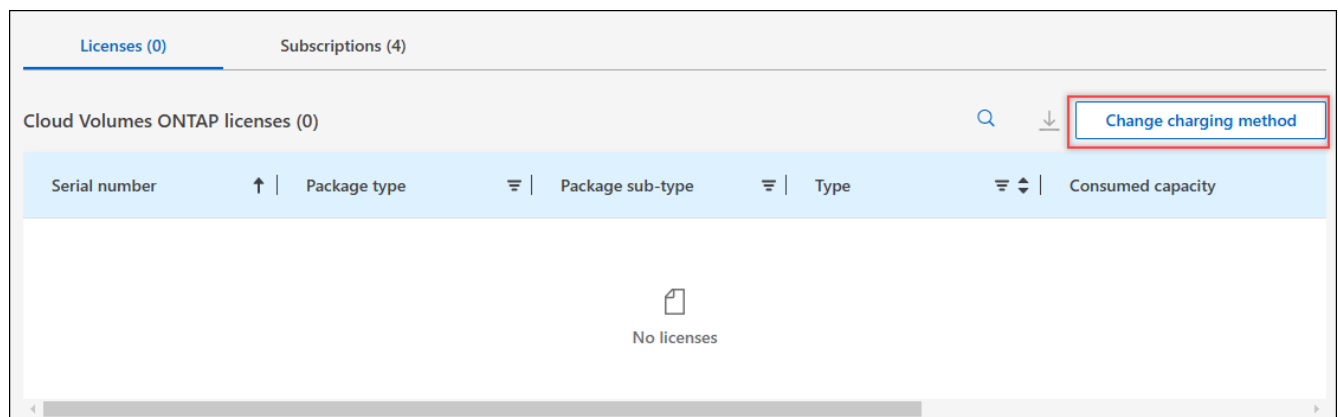 Licenses (0) Subscriptions (4)
Cloud Volumes ONTAP licenses (0) Change charging method
Serial number Package type Package sub-type Type Consumed capacity
No licenses